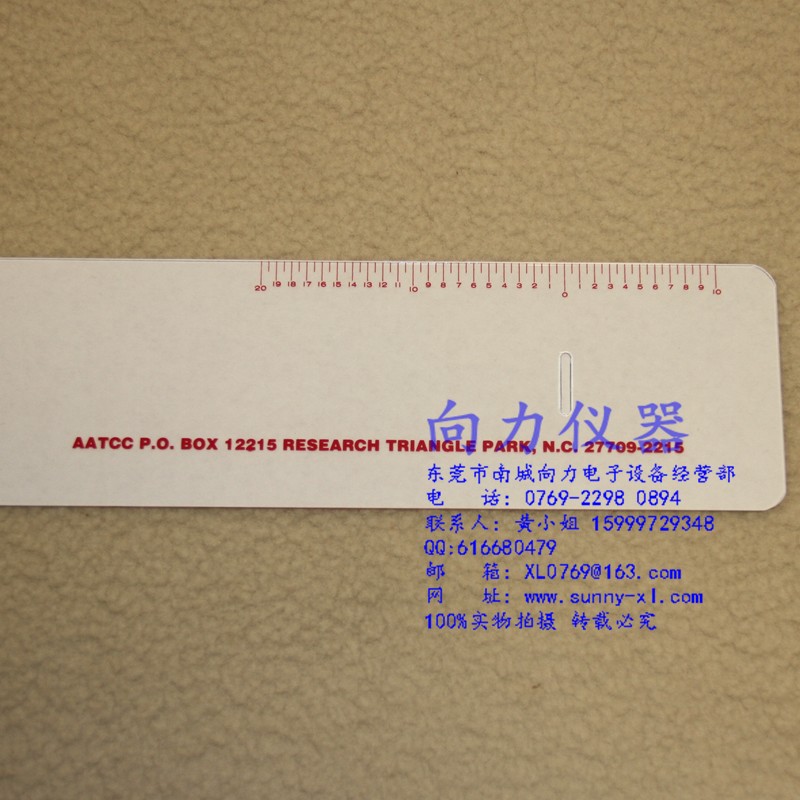 20 19 18 17 16 15 14 13 12 11 10 9 8 7 6 5 4 3 2 1 0 1 2 3 4 5 6 7 8 9 10
向力仪器
AATCC P.O. BOX 12215 RESEARCH TRIANGLE PARK, N.C. 27709-2215
东莞市南城向力电子设备经营部
电 话: 0769-2298 0894
联系人: 黄小姐 15999729348
QQ:616680479
邮 箱: XL0769@163.com
网 址: www.sunny-xl.com
100%实物拍摄 转载必究